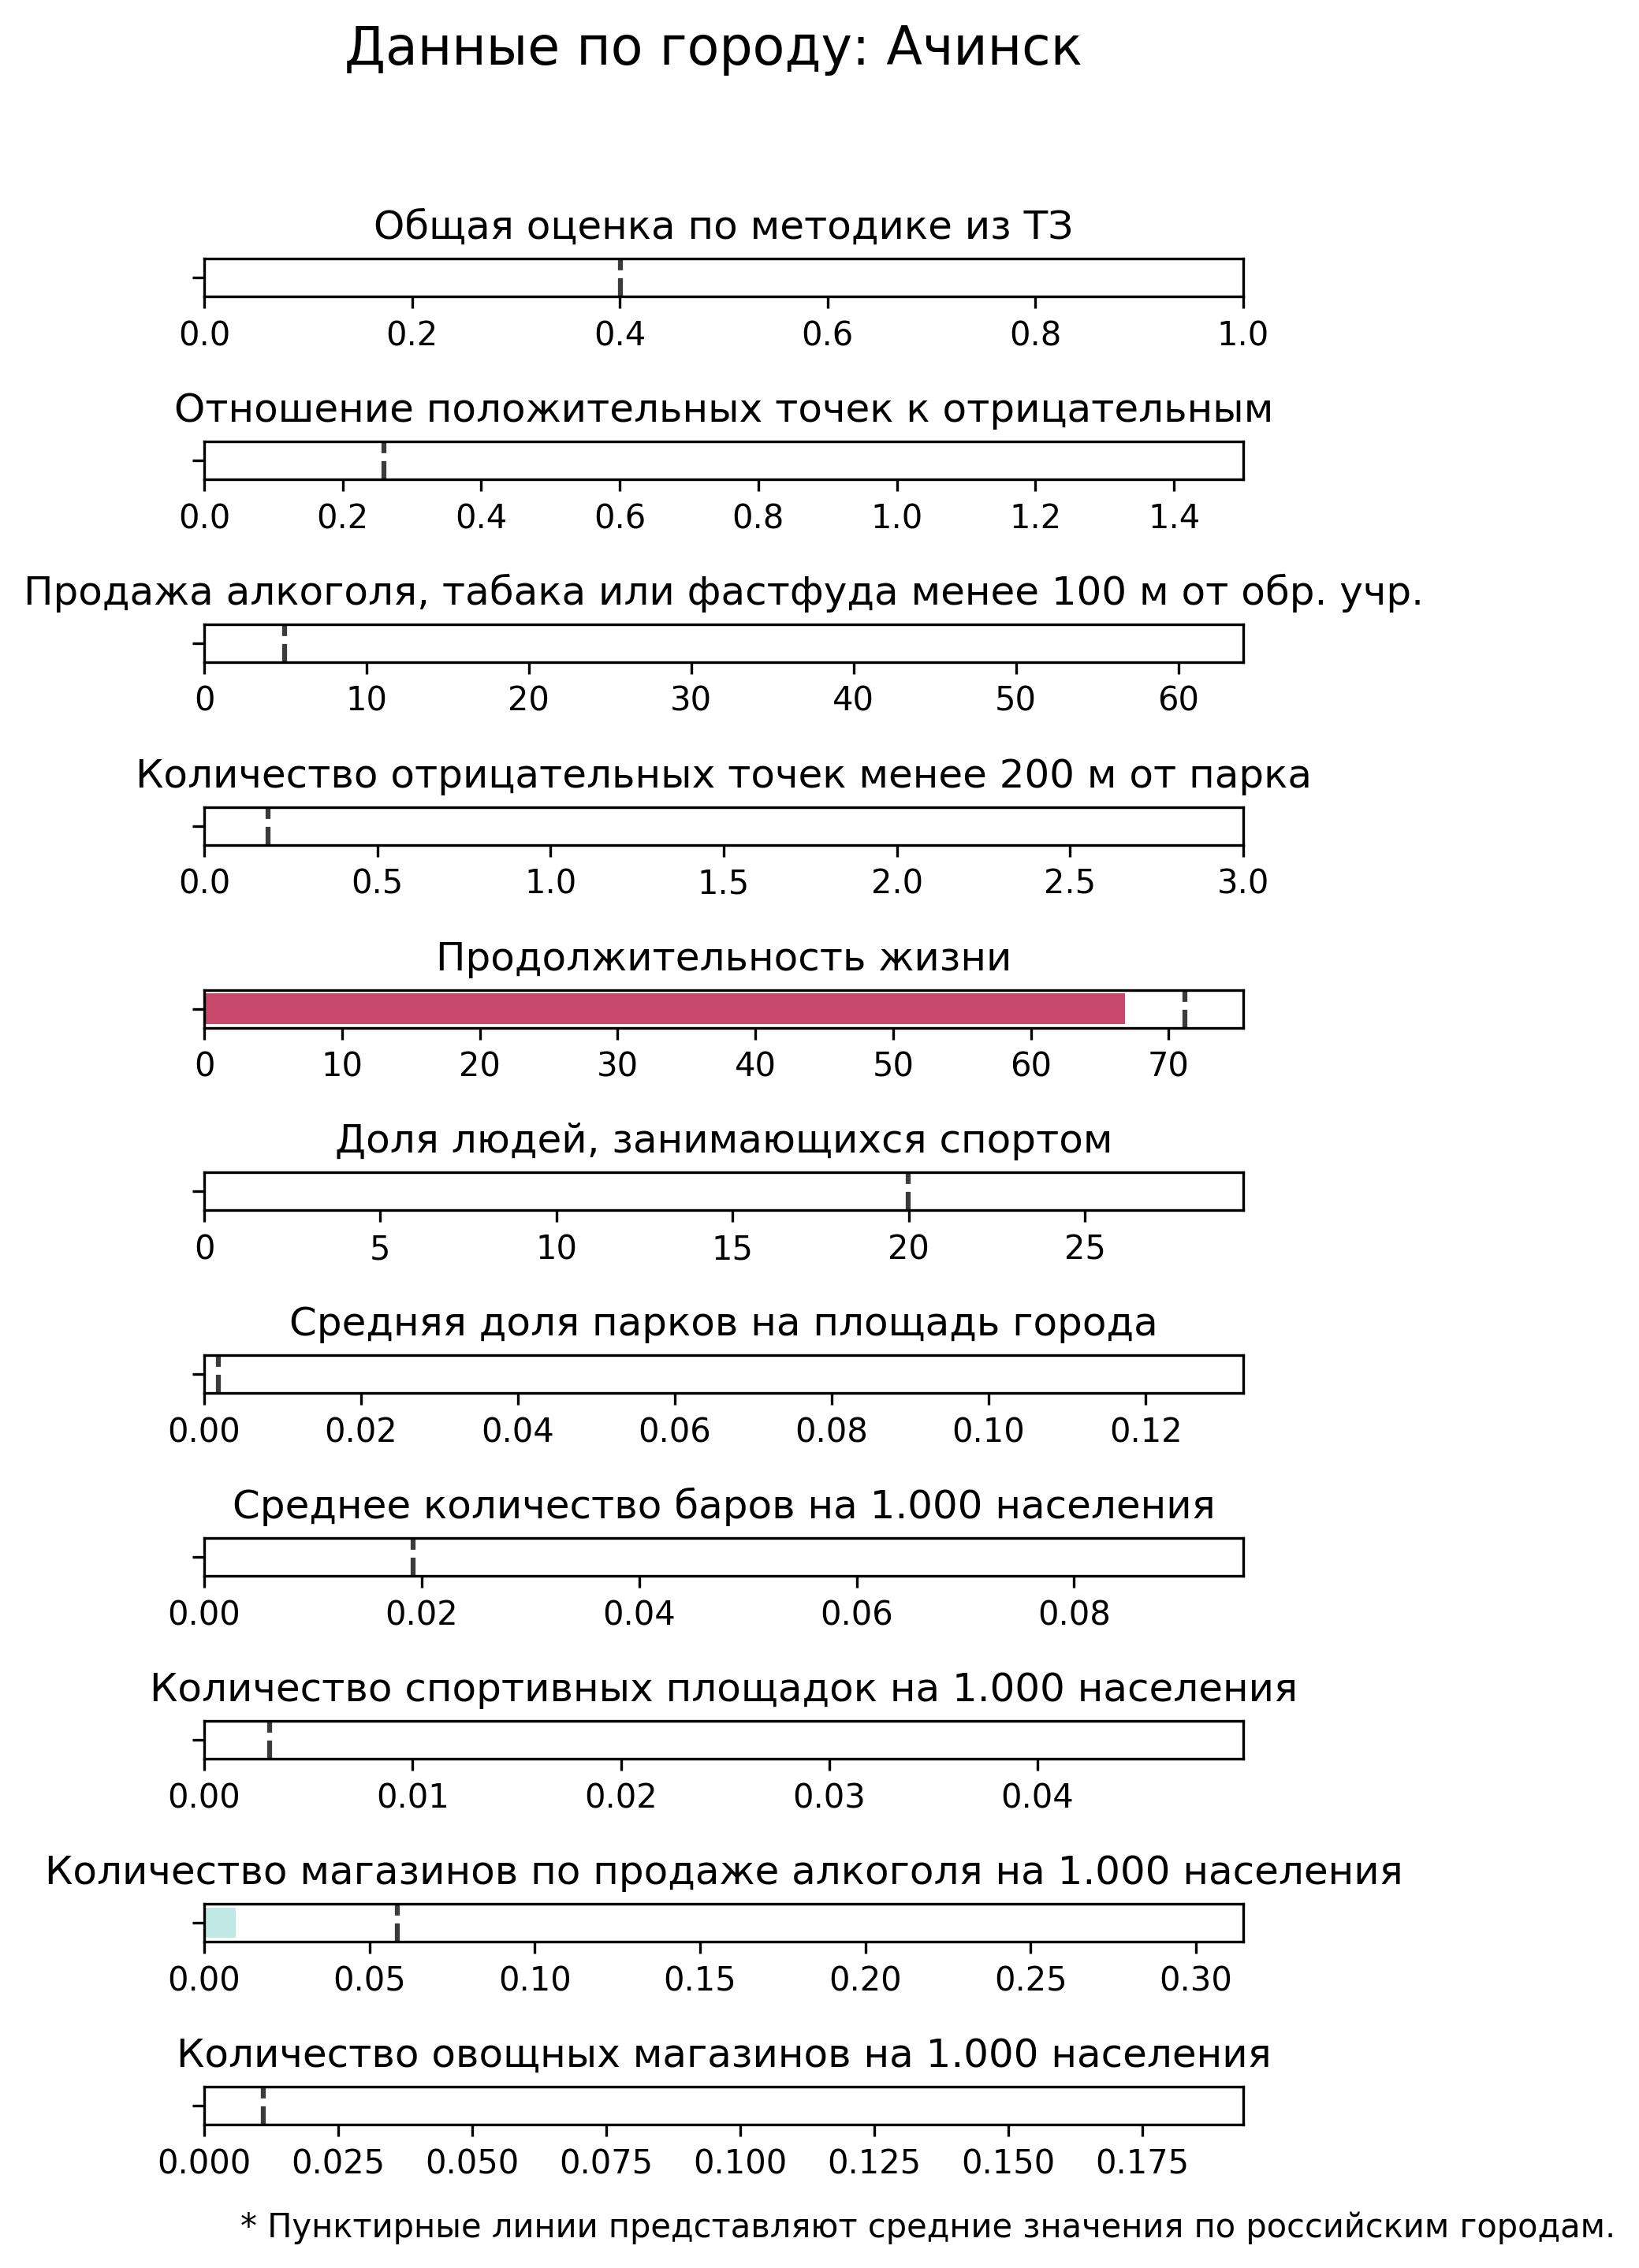 Данные по городу: Ачинск
Общая оценка по методике из ТЗ
0.0 0.2 0.4 0.6 0.8 1.0
Отношение положительных точек к отрицательным
0.0 0.2 0.4 0.6 0.8 1.0 1.2 1.4
Продажа алкоголя, табака или фастфуда менее 100 м от обр. учр.
0 10 20 30 40 50 60
Количество отрицательных точек менее 200 м от парка
0.0 0.5 1.0 1.5 2.0 2.5 3.0
Продолжительность жизни
0 10 20 30 40 50 60 70
Доля людей, занимающихся спортом
0 5 10 15 20 25
Средняя доля парков на площадь города
0.00 0.02 0.04 0.06 0.08 0.10 0.12
Среднее количество баров на 1.000 населения
0.00 0.02 0.04 0.06 0.08
Количество спортивных площадок на 1.000 населения
0.00 0.01 0.02 0.03 0.04
Количество магазинов по продаже алкоголя на 1.000 населения
0.00 0.05 0.10 0.15 0.20 0.25 0.30
Количество овощных магазинов на 1.000 населения
0.000 0.025 0.050 0.075 0.100 0.125 0.150 0.175
* Пунктирные линии представляют средние значения по российским городам.